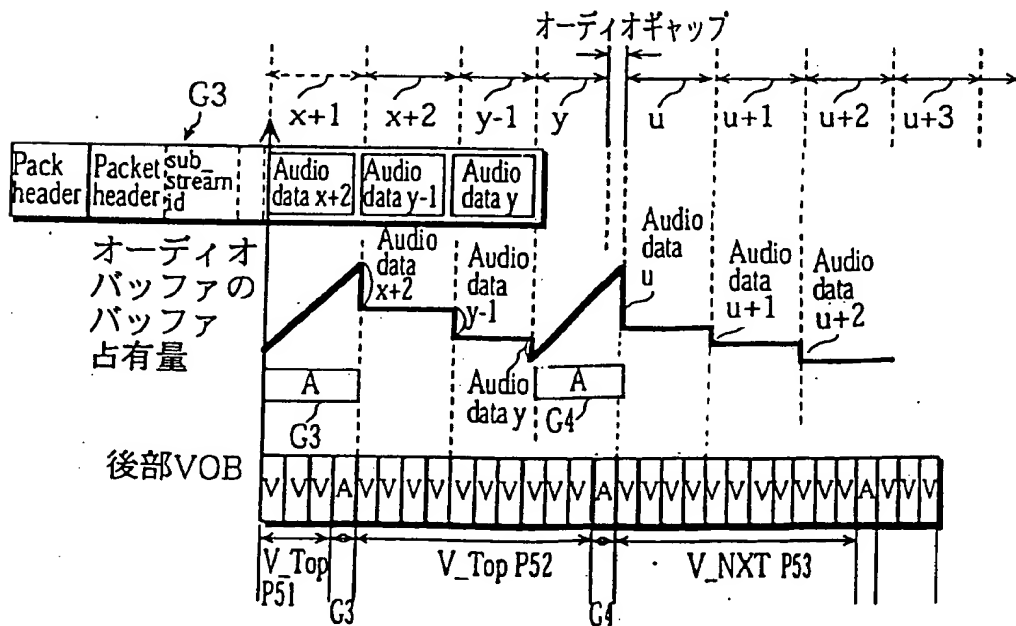 オーディオギャップ
x+1 x+2 y-1 y u u+1 u+2 u+3
G3
Pack header
Packet header
sub stream id
Audio data x+2
Audio data y-1
Audio data y
オーディオ
バッファの
バッファ
占有量
Audio data x+2
Audio data y-1
Audio data y
Audio data u
Audio data u+1
Audio data u+2
A
G3
A
G4
後部VOB
V V V A V V V V V V V V V V A V V V V V V V V V V A V V V
V_Top P51
G3
V_Top P52
G4
V_NXT P53